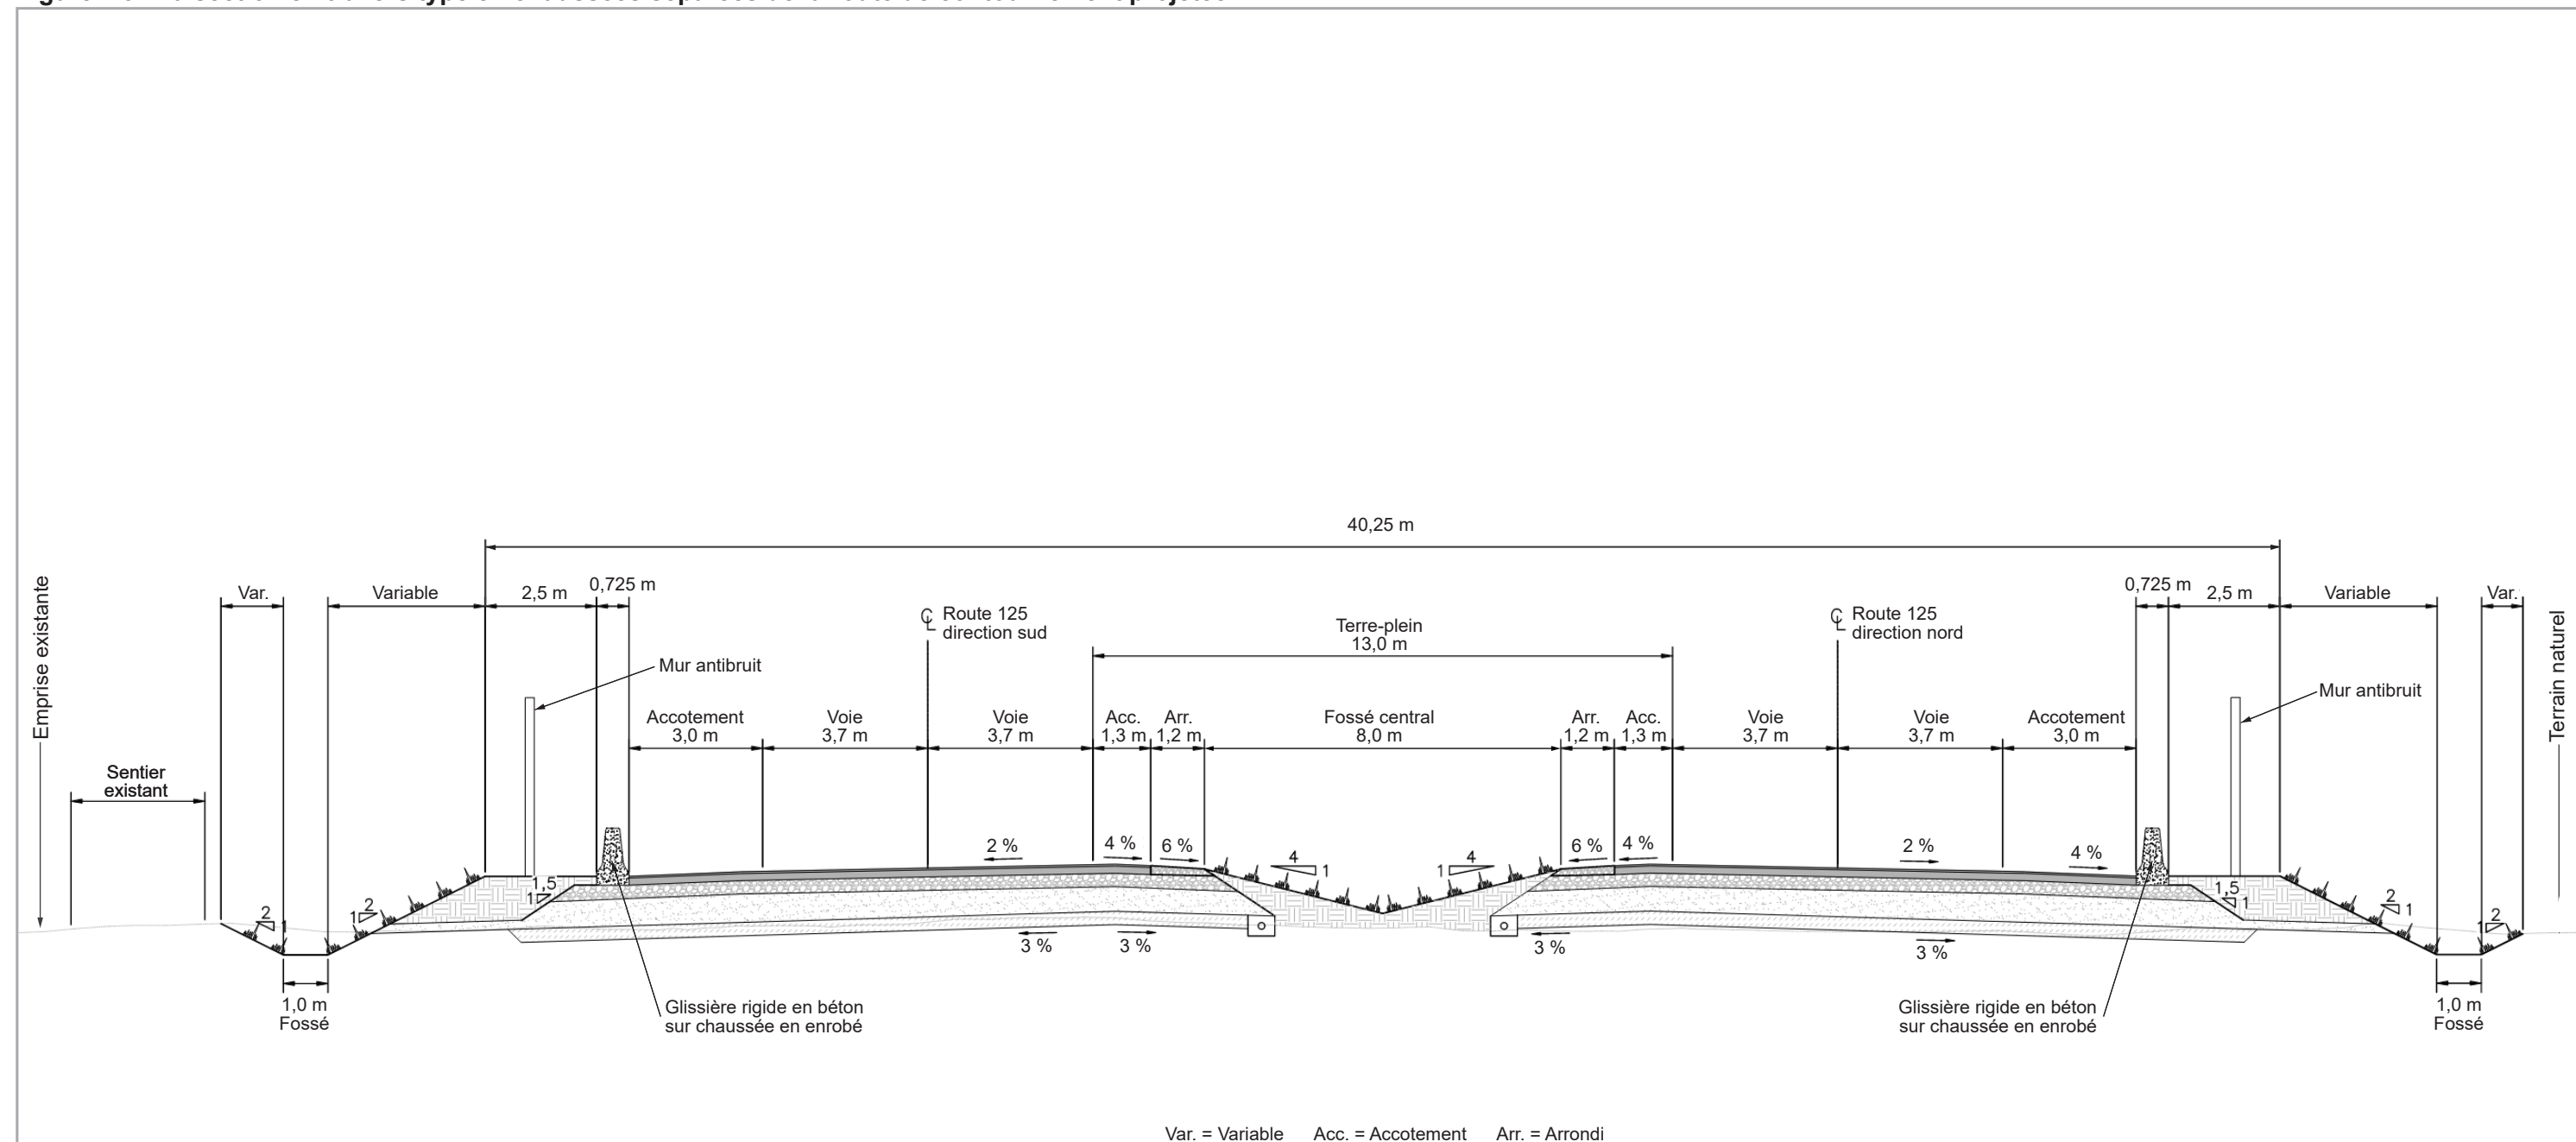 40,25 m
Var.
Variable
2,5 m
0,725 m
0,725 m
2,5 m
Variable
Var.
Emprise existante
Terrain naturel
Route 125
direction sud
Route 125
direction nord
Terre-plein
13,0 m
Mur antibruit
Mur antibruit
Accotement
3,0 m
Voie
3,7 m
Voie
3,7 m
Acc.
1,3 m
Arr.
1,2 m
Fossé central
8,0 m
Arr.
1,2 m
Acc.
1,3 m
Voie
3,7 m
Voie
3,7 m
Accotement
3,0 m
Sentier
existant
2 %
4 %
6 %
4
1
1
4
6 %
4 %
2 %
4 %
2
1
1
2
1,5
1
1,5
1
2
1
2
1
3 %
3 %
3 %
3 %
1,0 m
Fossé
Glissière rigide en béton
sur chaussée en enrobé
Glissière rigide en béton
sur chaussée en enrobé
1,0 m
Fossé
Var. = Variable Acc. = Accotement Arr. = Arrondi